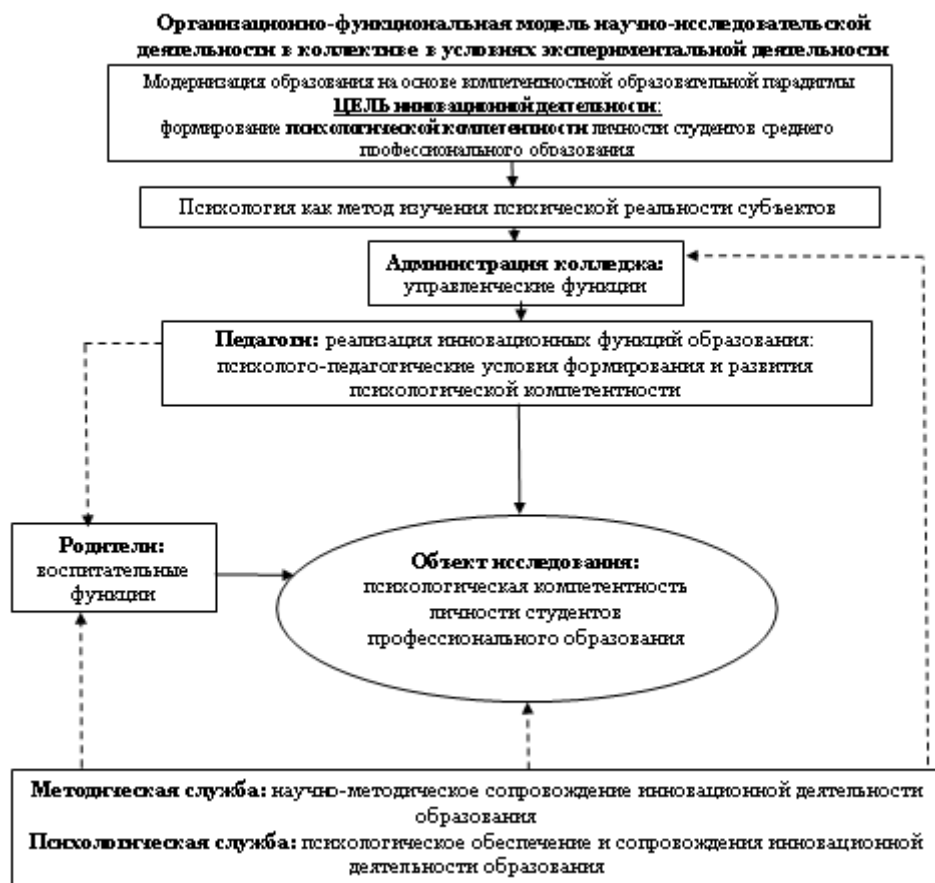 Организационно-функциональная модель научно-исследовательской
деятельности в коллективе в условиях экспериментальной деятельности
Модернизация образования на основе компетентностной образовательной парадигмы
ЦЕЛЬ инновационной деятельности:
формирование психологической компетентности личности студентов среднего
профессионального образования
Психология как метод изучения психической реальности субъектов
Администрация колледжа:
управленческие функции
Педагоги: реализация инновационных функций образования:
психолого-педагогические условия формирования и развития
психологической компетентности
Родители:
воспитательные
функции
Объект исследования:
психологическая компетентность
личности студентов
профессионального образования
Методическая служба: научно-методическое сопровождение инновационной деятельности
образования
Психологическая служба: психологическое обеспечение и сопровождения инновационной
деятельности образования